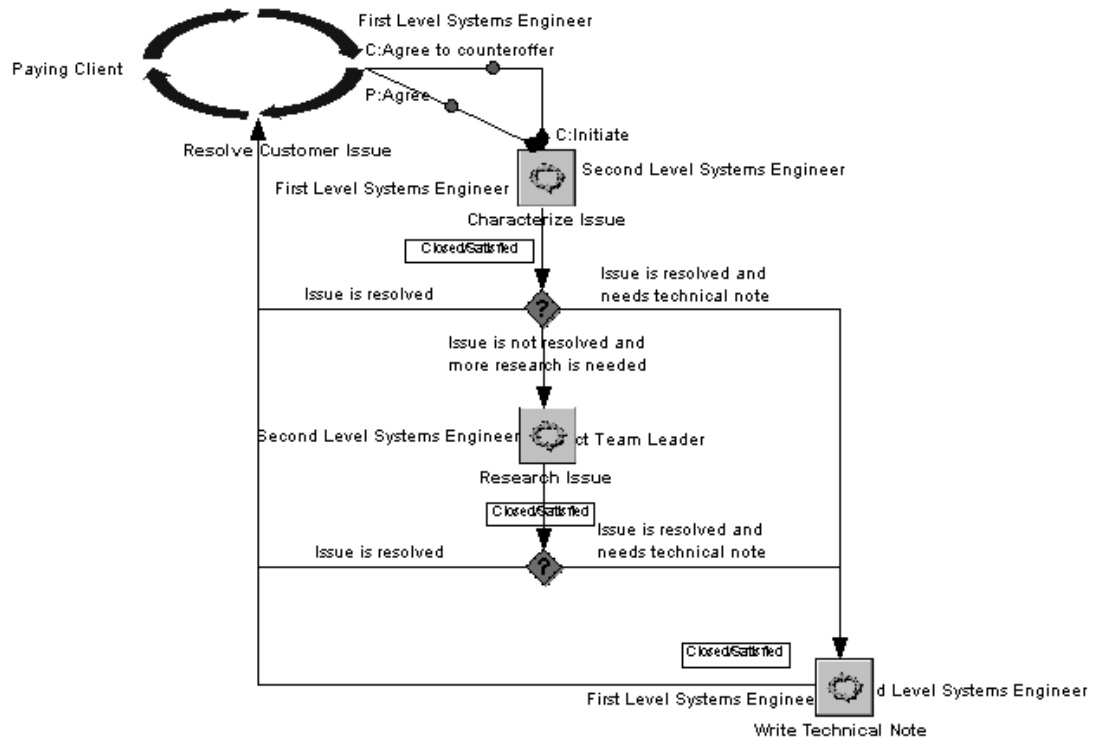 First Level Systems Engineer
C:Agree to counteroffer
Paying Client
P:Agree
C:Initiate
Resolve Customer Issue
Second Level Systems Engineer
First Level Systems Engineer
Characterize Issue
Closed/Satisfied
Issue is resolved and
needs technical note
Issue is resolved
?
Issue is not resolved and
more research is needed
Second Level Systems Engineer
ct Team Leader
Research Issue
Closed/Satisfied
Issue is resolved and
needs technical note
Issue is resolved
?
Closed/Satisfied
First Level Systems Enginee
d Level Systems Engineer
Write Technical Note